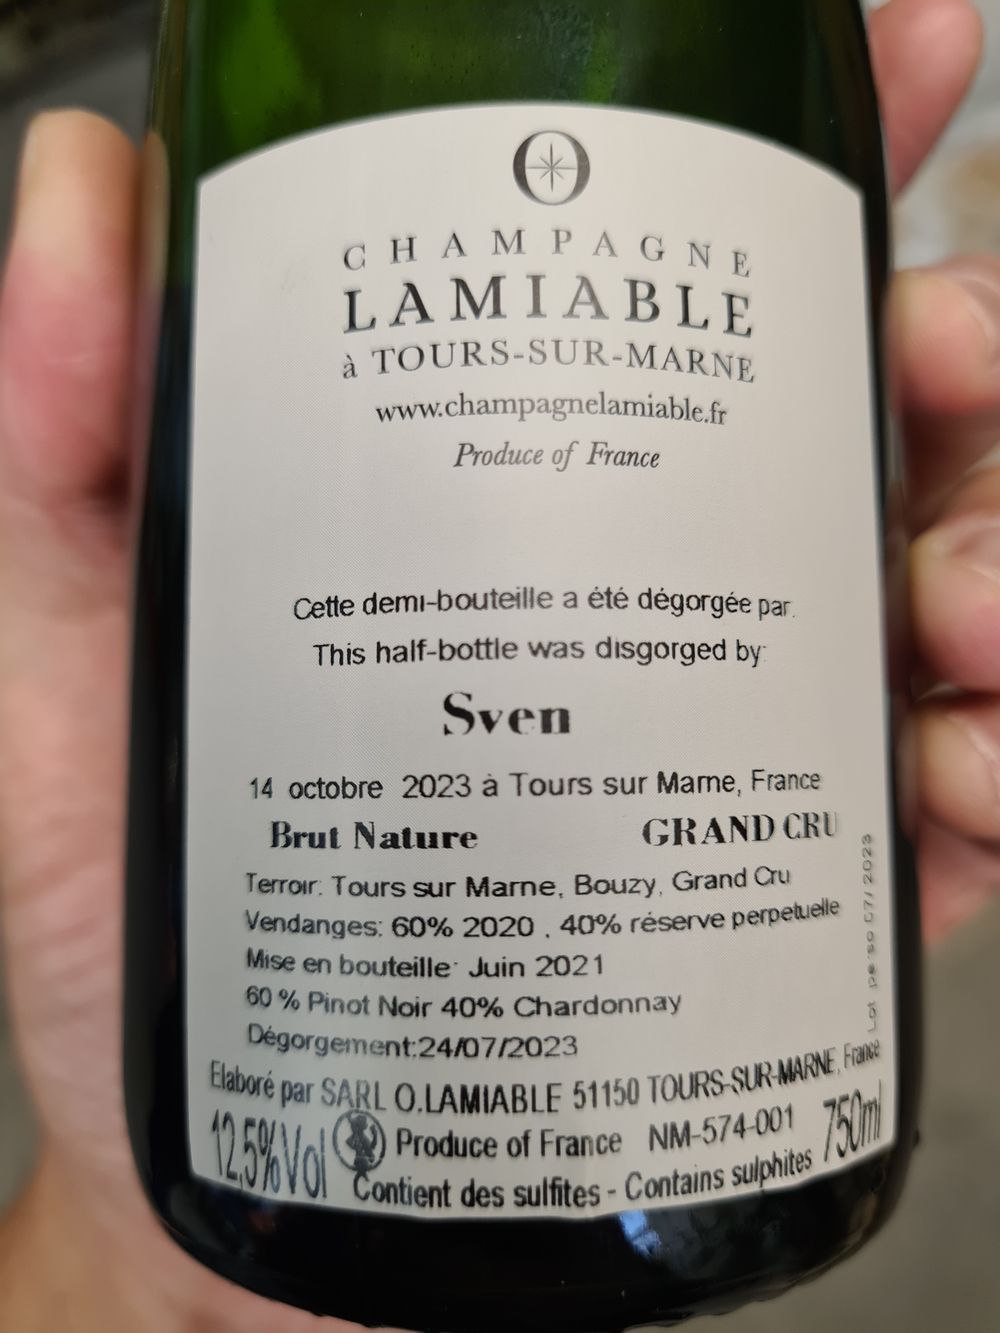 CHAMPAGNE
LAMIABLE
à TOURS-SUR-MARNE
www.champagnelamiable.fr
Produce of France
Cette demi-bouteille a été dégorgée par:
This half-bottle was disgorged by:
Sven
14 octobre 2023 à Tours sur Marne, France
Brut Nature GRAND CRU
Terroir: Tours sur Marne, Bouzy, Grand Cru
Vendanges: 60% 2020 , 40% réserve perpetuelle
Mise en bouteille: Juin 2021
60 % Pinot Noir 40% Chardonnay
Dégorgement:24/07/2023
Lot perso 07/2023
Elaboré par SARL O.LAMIABLE 51150 TOURS-SUR-MARNE, France
12,5%Vol Produce of France NM-574-001 750ml
Contient des sulfites - Contains sulphites